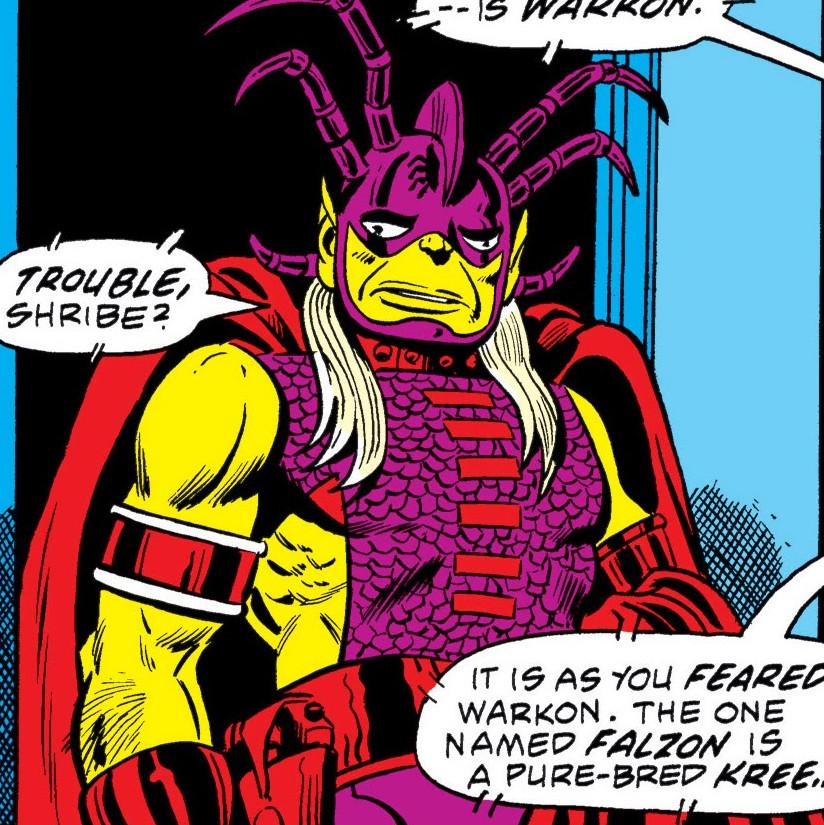 --IS WARKON.
TROUBLE,
SHRIBE?
IT IS AS YOU FEARED
WARKON. THE ONE
NAMED FALZON IS
A PURE-BRED KREE..